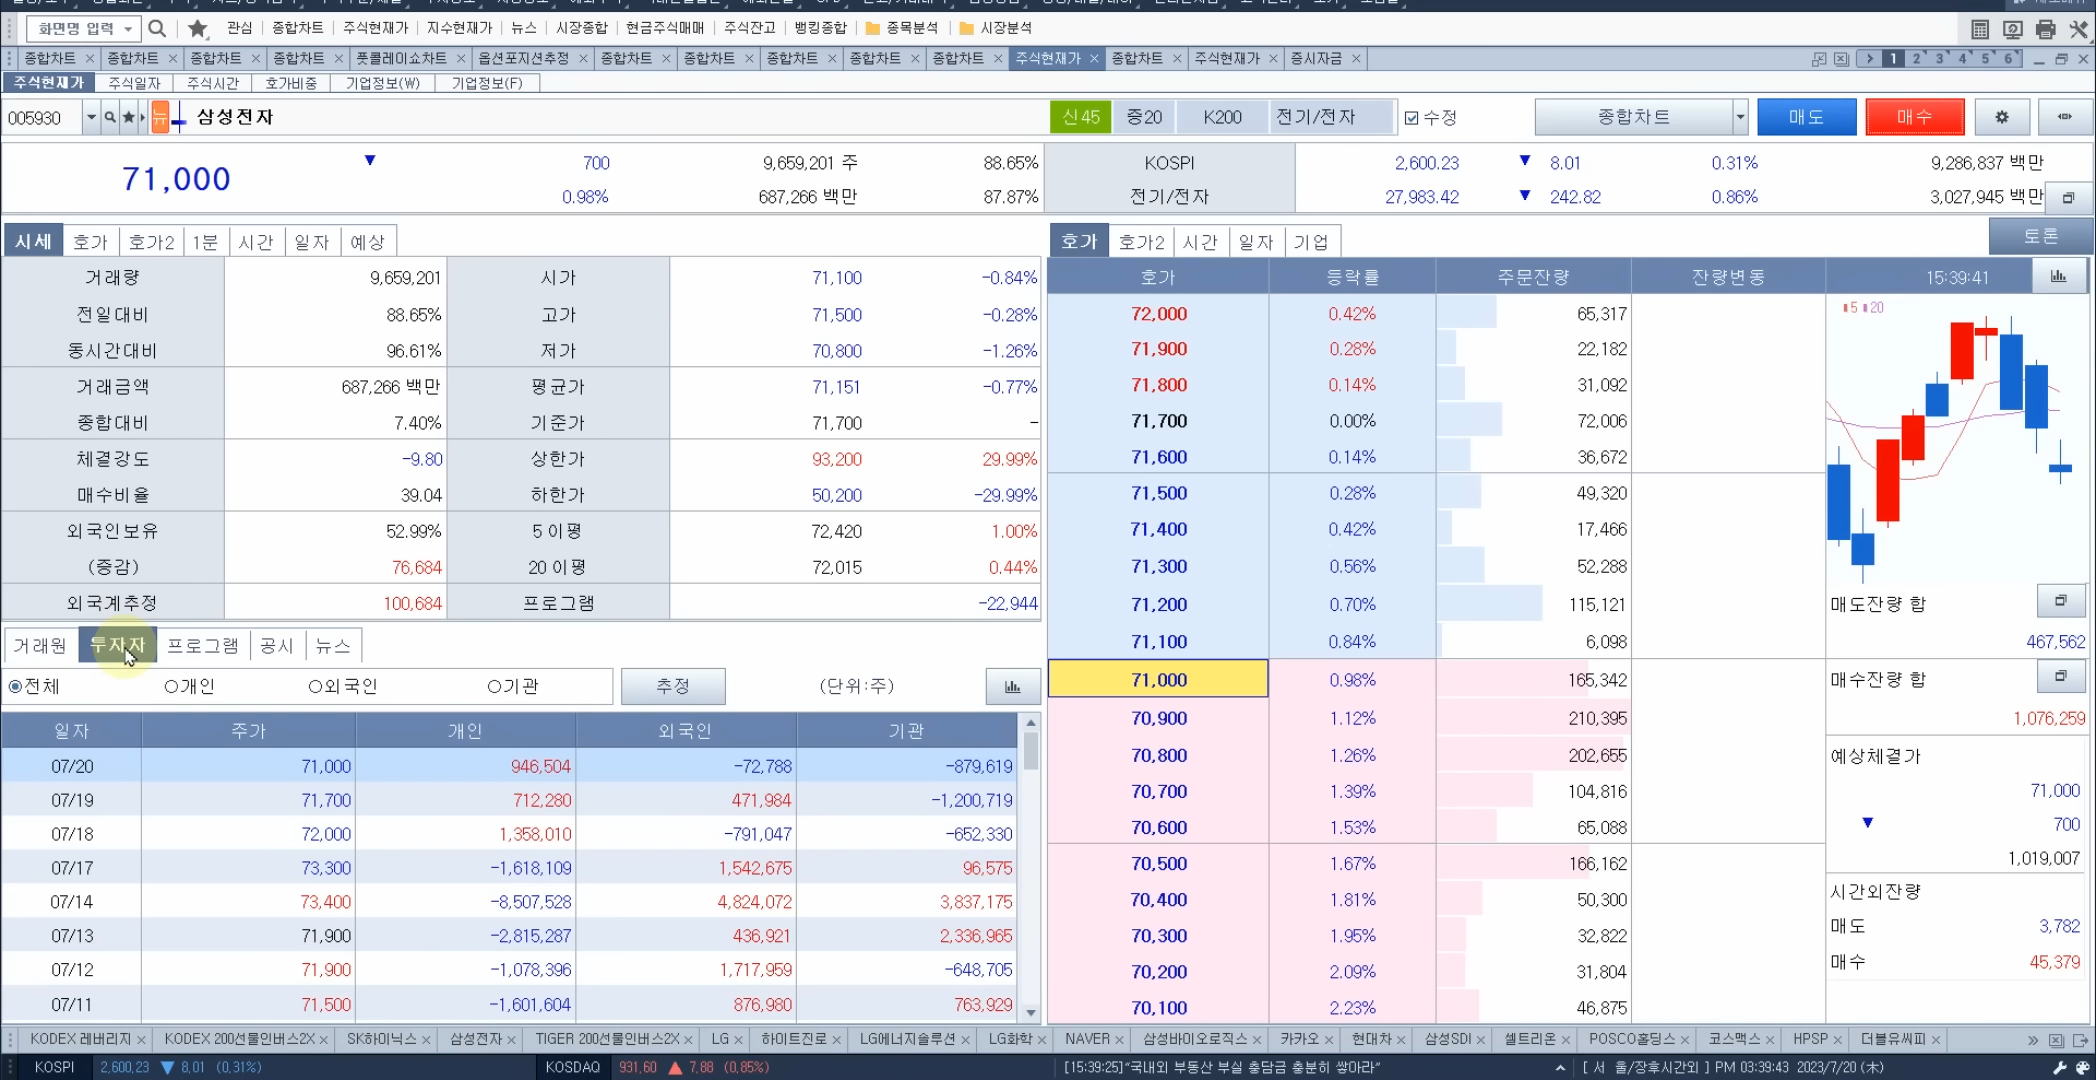 화면명 입력 관심 종합차트 주식현재가 지수현재가 뉴스 시장종합 현금주식매매 주식잔고 뱅킹종합 종목분석 시장분석
종합차트 × 종합차트 × 종합차트 × 종합차트 × 풋콜레이쇼차트 × 옵션포지션추정 × 종합차트 × 종합차트 × 종합차트 × 종합차트 × 종합차트 × 주식현재가 × 종합차트 × 주식현재가 × 증시자금 × 1 2 3 4 5 6
주식현재가 주식일자 주식시간 호가비중 기업정보(W) 기업정보(F)
005930 뉴 삼성전자 신45 증20 K200 전기/전자 수정 종합차트 매도 매수
71,000 ▼ 700 9,659,201 주 88.65% KOSPI 2,600.23 ▼ 8.01 0.31% 9,286,837 백만
0.98% 687,266 백만 87.87% 전기/전자 27,983.42 ▼ 242.82 0.86% 3,027,945 백만
시세 호가 호가2 1분 시간 일자 예상
거래량 9,659,201 시가 71,100 -0.84%
전일대비 88.65% 고가 71,500 -0.28%
동시간대비 96.61% 저가 70,800 -1.26%
거래금액 687,266 백만 평균가 71,151 -0.77%
종합대비 7.40% 기준가 71,700 -
체결강도 -9.80 상한가 93,200 29.99%
매수비율 39.04 하한가 50,200 -29.99%
외국인보유 52.99% 5 이평 72,420 1.00%
(증감) 76,684 20 이평 72,015 0.44%
외국계추정 100,684 프로그램 -22,944
거래원 투자자 프로그램 공시 뉴스
전체 개인 외국인 기관 추정 (단위:주)
일자 주가 개인 외국인 기관
07/20 71,000 946,504 -72,788 -879,619
07/19 71,700 712,280 471,984 -1,200,719
07/18 72,000 1,358,010 -791,047 -652,330
07/17 73,300 -1,618,109 1,542,675 96,575
07/14 73,400 -8,507,528 4,824,072 3,837,175
07/13 71,900 -2,815,287 436,921 2,336,965
07/12 71,900 -1,078,396 1,717,959 -648,705
07/11 71,500 -1,601,604 876,980 763,929
호가 호가2 시간 일자 기업 토론
호가 등락률 주문잔량 잔량변동 15:39:41
72,000 0.42% 65,317
71,900 0.28% 22,182
71,800 0.14% 31,092
71,700 0.00% 72,006
71,600 0.14% 36,672
71,500 0.28% 49,320
71,400 0.42% 17,466
71,300 0.56% 52,288
71,200 0.70% 115,121
71,100 0.84% 6,098
71,000 0.98% 165,342
70,900 1.12% 210,395
70,800 1.26% 202,655
70,700 1.39% 104,816
70,600 1.53% 65,088
70,500 1.67% 166,162
70,400 1.81% 50,300
70,300 1.95% 32,822
70,200 2.09% 31,804
70,100 2.23% 46,875
5 20
매도잔량 합
467,562
매수잔량 합
1,076,259
예상체결가
71,000
▼ 700
1,019,007
시간외잔량
매도 3,782
매수 45,379
KODEX 레버리지 × KODEX 200선물인버스2X × SK하이닉스 × 삼성전자 × TIGER 200선물인버스2X × LG × 하이트진로 × LG에너지솔루션 × LG화학 × NAVER × 삼성바이오로직스 × 카카오 × 현대차 × 삼성SDI × 셀트리온 × POSCO홀딩스 × 코스맥스 × HPSP × 더블유씨피 ×
KOSPI 2,600.23 ▼ 8.01 (0.31%) KOSDAQ 931.60 ▲ 7.88 (0.85%) [15:39:25]"국내외 부동산 부실 충담금 충분히 쌓아라" [ 서 울/장후시간외 ] PM 03:39:43 2023/7/20 (木)